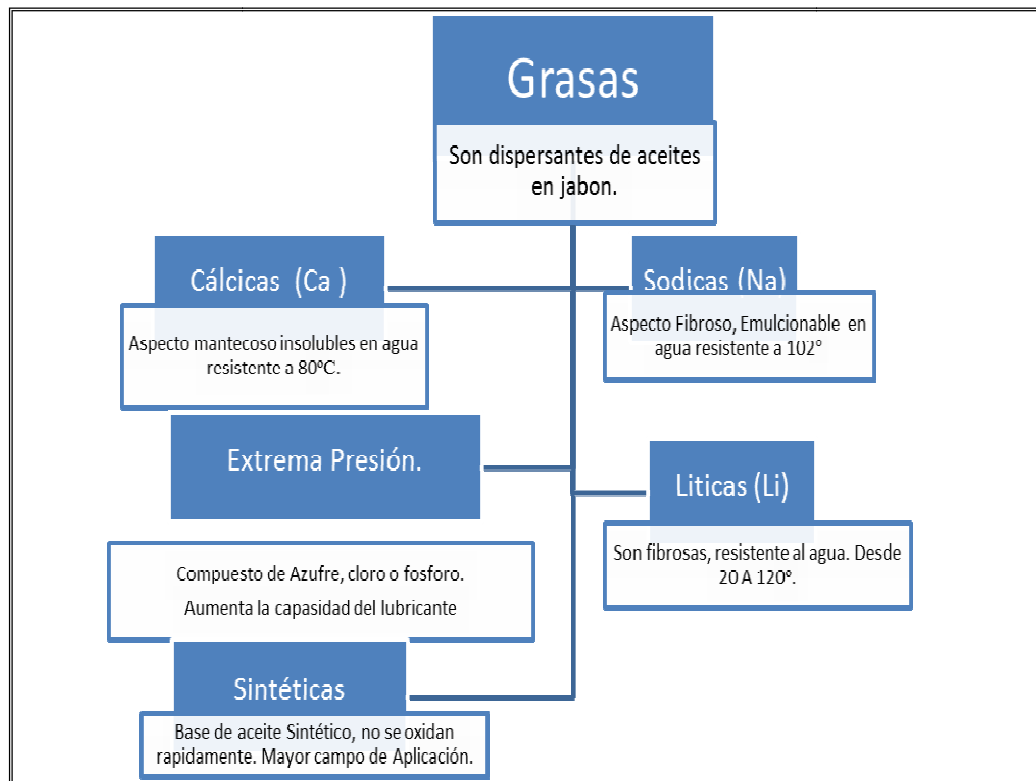 Grasas
Son dispersantes de aceites
en jabon.
Cálcicas (Ca )
Aspecto mantecoso insolubles en agua
resistente a 80ºC.
Sodicas (Na)
Aspecto Fibroso, Emulcionable en
agua resistente a 102°
Extrema Presión.
Compuesto de Azufre, cloro o fosforo.
Aumenta la capasidad del lubricante
Liticas (Li)
Son fibrosas, resistente al agua. Desde
20 A 120°.
Sintéticas
Base de aceite Sintético, no se oxidan
rapidamente. Mayor campo de Aplicación.